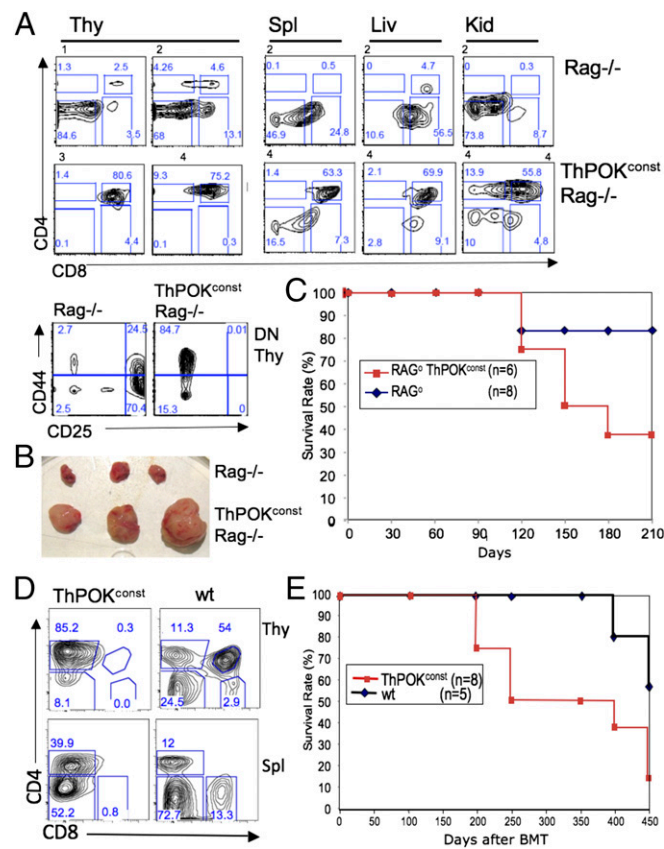 A
Thy Spl Liv Kid
1 2 2 2 2
1.3 2.5 4.26 4.6 0.1 0.5 0 4.7 0 0.3
Rag-/-
84.6 3.5 68 13.1 46.9 24.8 10.6 56.5 73.8 8.7
3 4 4 4 4 4
1.4 80.6 9.3 75.2 1.4 63.3 2.1 69.9 13.9 55.8
ThPOKconst
Rag-/-
0.1 4.4 0.1 0.3 16.5 7.3 2.8 9.1 10 4.8
CD4
CD8
Rag-/- ThPOKconst
Rag-/-
2.7 24.5 84.7 0.01
DN
Thy
2.5 70.4 15.3 0
CD44
CD25
B
Rag-/-
ThPOKconst
Rag-/-
C
Survival Rate (%)
100
90
80
70
60
50
40
30
20
10
0
RAGo ThPOKconst (n=6)
RAGo (n=8)
0 30 60 90 120 150 180 210
Days
D
ThPOKconst wt
85.2 0.3 11.3 54
Thy
8.1 0.0 24.5 2.9
39.9 12
Spl
52.2 0.8 72.7 13.3
CD4
CD8
E
Survival Rate (%)
100
90
80
70
60
50
40
30
20
10
0
ThPOKconst (n=8)
wt (n=5)
0 50 100 150 200 250 300 350 400 450
Days after BMT